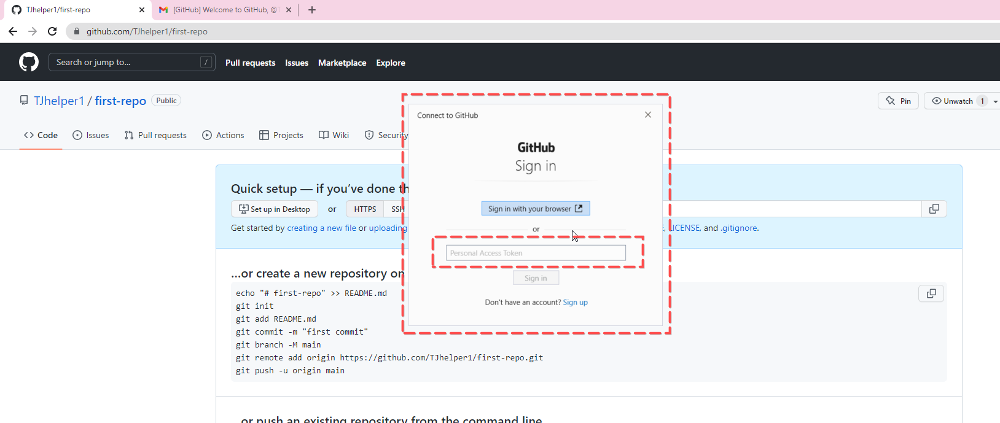 TJhelper1/first-repo
[GitHub] Welcome to GitHub, @
github.com/TJhelper1/first-repo
Search or jump to... /
Pull requests Issues Marketplace Explore
TJhelper1 / first-repo Public
Pin Unwatch 1
Code Issues Pull requests Actions Projects Wiki Security
Connect to GitHub
GitHub
Sign in
Sign in with your browser
or
Personal Access Token
Sign in
Don't have an account? Sign up
Quick setup — if you've done th
Set up in Desktop or HTTPS SSH
Get started by creating a new file or uploading LICENSE, and .gitignore.
...or create a new repository on
echo "# first-repo" >> README.md
git init
git add README.md
git commit -m "first commit"
git branch -M main
git remote add origin https://github.com/TJhelper1/first-repo.git
git push -u origin main
...or push an existing repository from the command line